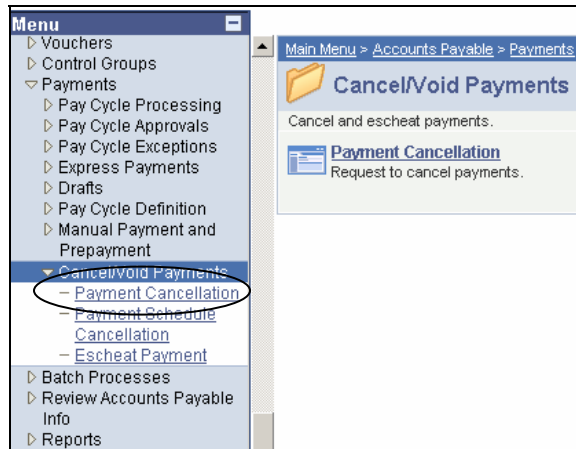 Menu
Vouchers
Control Groups
Payments
Pay Cycle Processing
Pay Cycle Approvals
Pay Cycle Exceptions
Express Payments
Drafts
Pay Cycle Definition
Manual Payment and
Prepayment
Cancel/Void Payments
Payment Cancellation
Payment Schedule
Cancellation
Escheat Payment
Batch Processes
Review Accounts Payable
Info
Reports
Main Menu > Accounts Payable > Payments
Cancel/Void Payments
Cancel and escheat payments.
Payment Cancellation
Request to cancel payments.